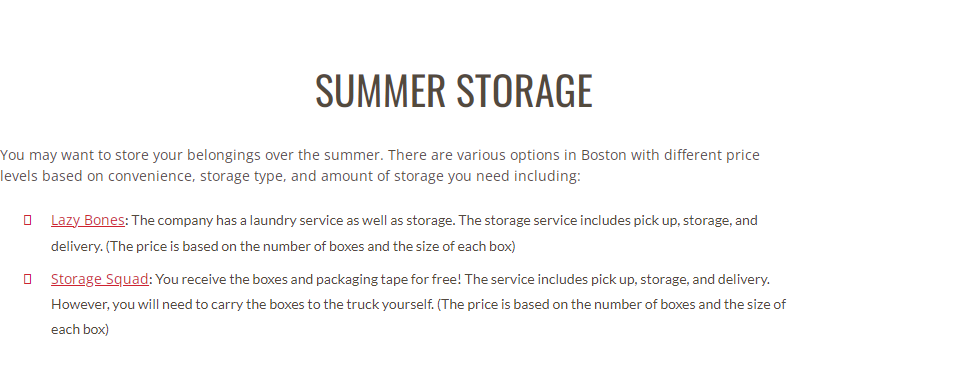 SUMMER STORAGE
You may want to store your belongings over the summer. There are various options in Boston with different price
levels based on convenience, storage type, and amount of storage you need including:
Lazy Bones: The company has a laundry service as well as storage. The storage service includes pick up, storage, and
delivery. (The price is based on the number of boxes and the size of each box)
Storage Squad: You receive the boxes and packaging tape for free! The service includes pick up, storage, and delivery.
However, you will need to carry the boxes to the truck yourself. (The price is based on the number of boxes and the size of
each box)